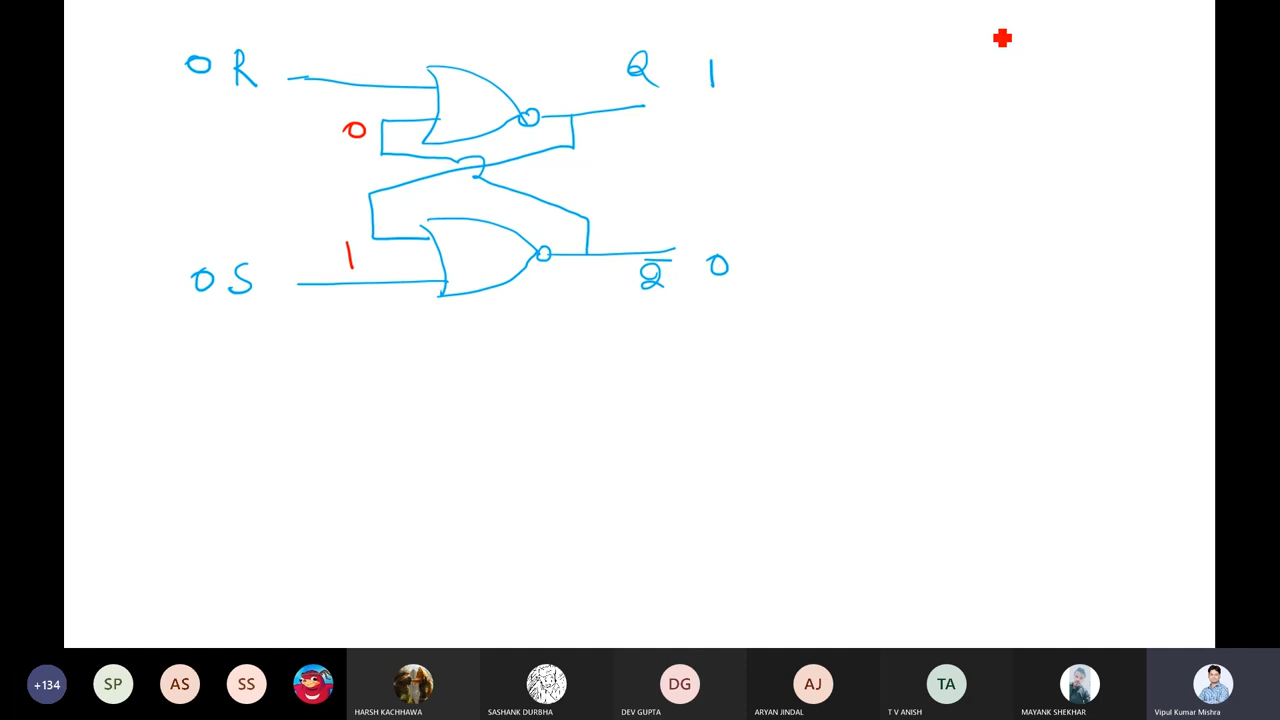 0 R Q 1
0
1
0 S Q̅ 0
+134 SP AS SS DG AJ TA
HARSH KACHHAWA SASHANK DURBHA DEV GUPTA ARYAN JINDAL T V ANISH MAYANK SHEKHAR Vipul Kumar Mishra